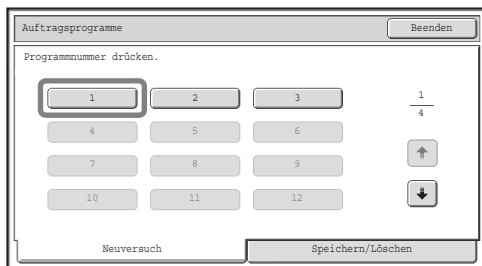 Auftragsprogramme Beenden
Programmnummer drücken.
1 2 3 1
4 5 6 4
7 8 9
10 11 12
Neuversuch Speichern/Löschen